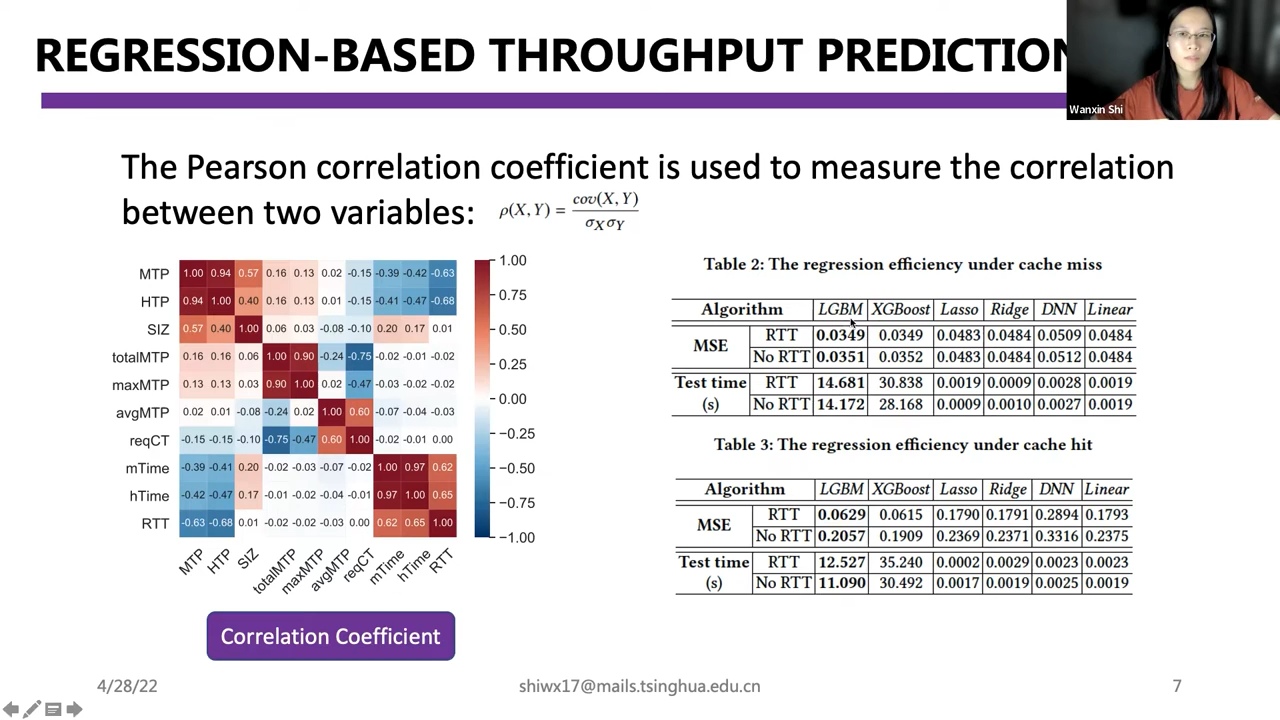 REGRESSION-BASED THROUGHPUT PREDICTION
Wanxin Shi
The Pearson correlation coefficient is used to measure the correlation
between two variables: ρ(X, Y) = cov(X, Y) / σX σY
MTP 1.00 0.94 0.57 0.16 0.13 0.02 -0.15 -0.39 -0.42 -0.63
HTP 0.94 1.00 0.40 0.16 0.13 0.01 -0.15 -0.41 -0.47 -0.68
SIZ 0.57 0.40 1.00 0.06 0.03 -0.08 -0.10 0.20 0.17 0.01
totalMTP 0.16 0.16 0.06 1.00 0.90 -0.24 -0.75 -0.02 -0.01 -0.02
maxMTP 0.13 0.13 0.03 0.90 1.00 0.02 -0.47 -0.03 -0.02 -0.02
avgMTP 0.02 0.01 -0.08 -0.24 0.02 1.00 0.60 -0.07 -0.04 -0.03
reqCT -0.15 -0.15 -0.10 -0.75 -0.47 0.60 1.00 -0.02 -0.01 0.00
mTime -0.39 -0.41 0.20 -0.02 -0.03 -0.07 -0.02 1.00 0.97 0.62
hTime -0.42 -0.47 0.17 -0.01 -0.02 -0.04 -0.01 0.97 1.00 0.65
RTT -0.63 -0.68 0.01 -0.02 -0.02 -0.03 0.00 0.62 0.65 1.00
MTP HTP SIZ totalMTP maxMTP avgMTP reqCT mTime hTime RTT
1.00
0.75
0.50
0.25
0.00
−0.25
−0.50
−0.75
−1.00
Correlation Coefficient
Table 2: The regression efficiency under cache miss
Algorithm LGBM XGBoost Lasso Ridge DNN Linear
MSE RTT 0.0349 0.0349 0.0483 0.0484 0.0509 0.0484
No RTT 0.0351 0.0352 0.0483 0.0484 0.0512 0.0484
Test time RTT 14.681 30.838 0.0019 0.0009 0.0028 0.0019
(s) No RTT 14.172 28.168 0.0009 0.0010 0.0027 0.0019
Table 3: The regression efficiency under cache hit
Algorithm LGBM XGBoost Lasso Ridge DNN Linear
MSE RTT 0.0629 0.0615 0.1790 0.1791 0.2894 0.1793
No RTT 0.2057 0.1909 0.2369 0.2371 0.3316 0.2375
Test time RTT 12.527 35.240 0.0002 0.0029 0.0023 0.0023
(s) No RTT 11.090 30.492 0.0017 0.0019 0.0025 0.0019
4/28/22
shiwx17@mails.tsinghua.edu.cn
7